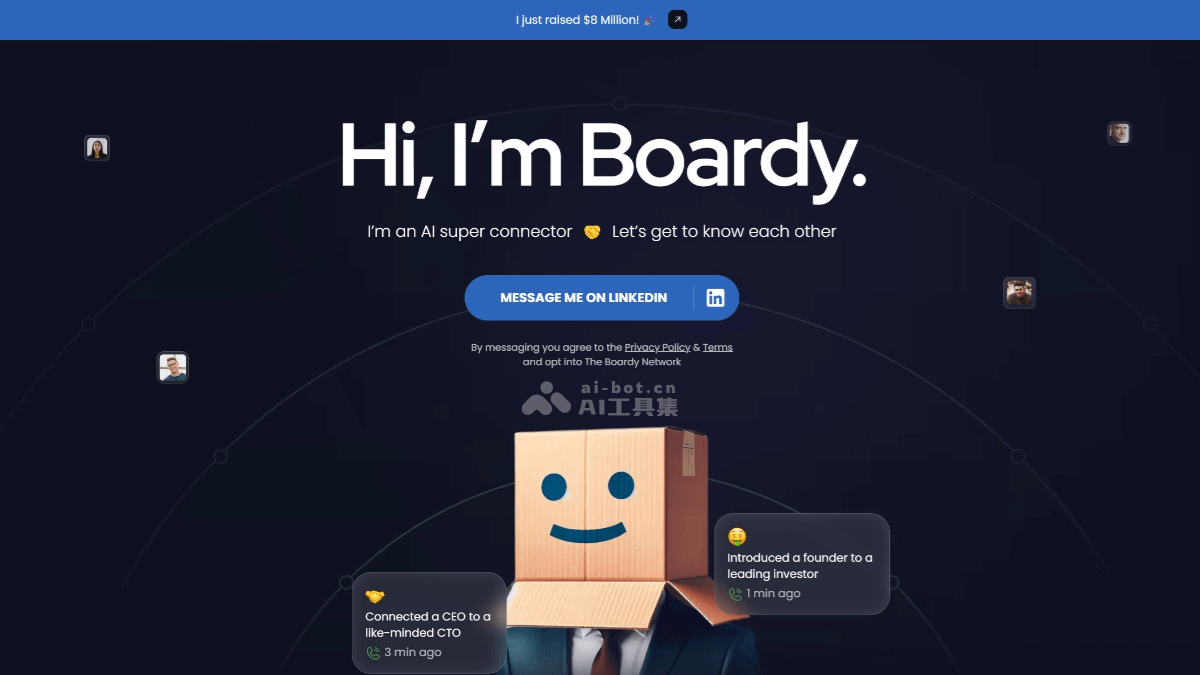 I just raised $8 Million! 🎉
Hi, I’m Boardy.
I’m an AI super connector 🤝 Let’s get to know each other
MESSAGE ME ON LINKEDIN in
By messaging you agree to the Privacy Policy & Terms
and opt into The Boardy Network
ai-bot.cn
AI工具集
Introduced a founder to a
leading investor
1 min ago
Connected a CEO to a
like-minded CTO
3 min ago